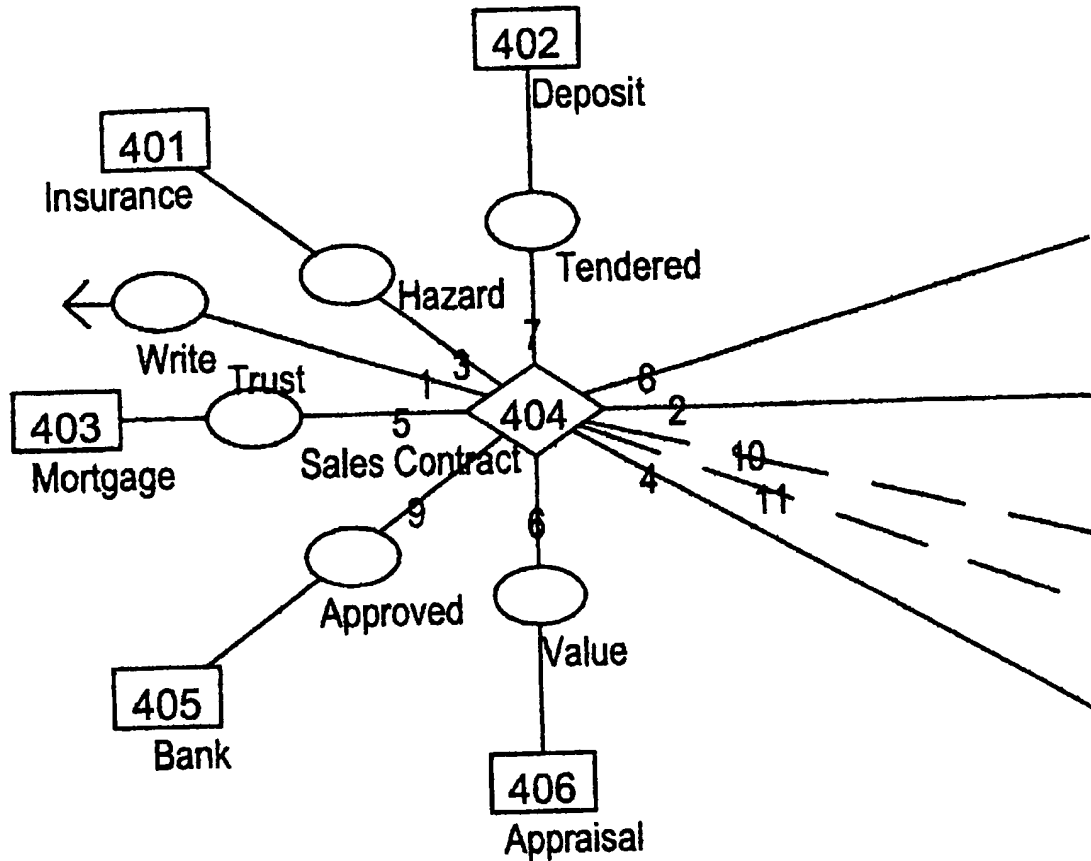 402
Deposit
401
Insurance
Tendered
Hazard
Write
7
3
8
Trust
1
2
403
5
404
Mortgage
Sales Contract
10
4
11
9
6
Approved
Value
405
Bank
406
Appraisal